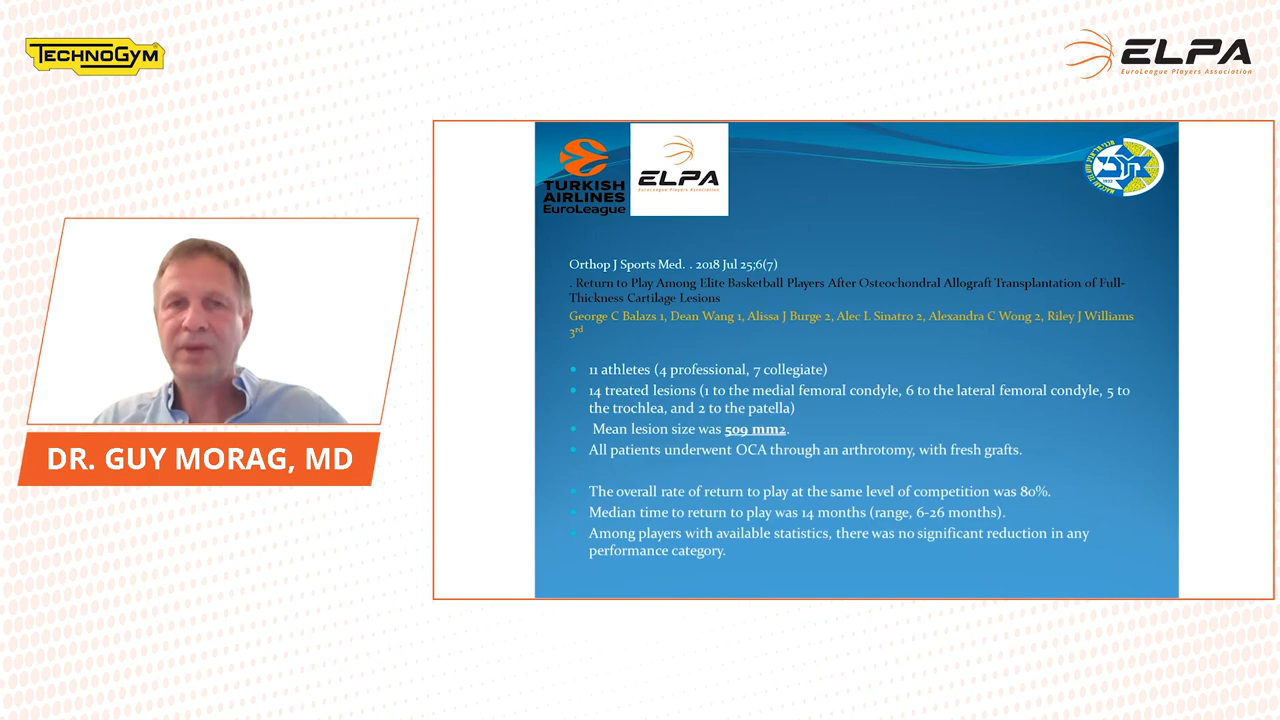 TECHNOGYM
ELPA
EuroLeague Players Association
TURKISH
AIRLINES
EuroLeague
ELPA
EuroLeague Players Association
Orthop J Sports Med. . 2018 Jul 25;6(7)
. Return to Play Among Elite Basketball Players After Osteochondral Allograft Transplantation of Full-
Thickness Cartilage Lesions
George C Balazs 1, Dean Wang 1, Alissa J Burge 2, Alec L Sinatro 2, Alexandra C Wong 2, Riley J Williams
3rd
• 11 athletes (4 professional, 7 collegiate)
• 14 treated lesions (1 to the medial femoral condyle, 6 to the lateral femoral condyle, 5 to
the trochlea, and 2 to the patella)
• Mean lesion size was 509 mm2.
• All patients underwent OCA through an arthrotomy, with fresh grafts.
• The overall rate of return to play at the same level of competition was 80%.
• Median time to return to play was 14 months (range, 6-26 months).
• Among players with available statistics, there was no significant reduction in any
performance category.
DR. GUY MORAG, MD